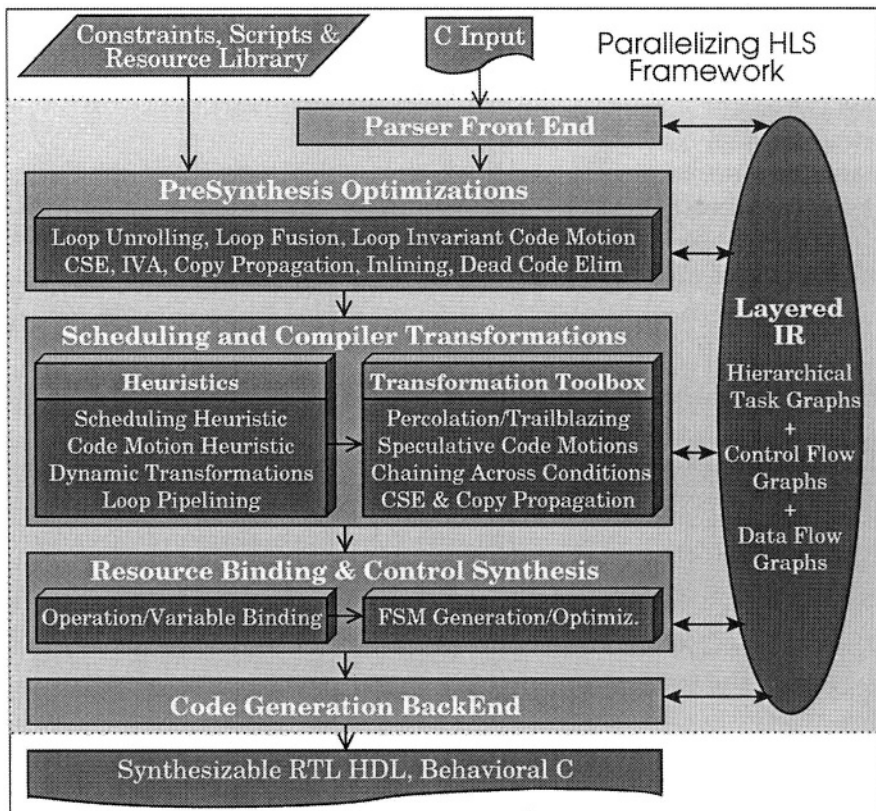 Constraints, Scripts &
Resource Library
C Input
Parallelizing HLS
Framework
Parser Front End
PreSynthesis Optimizations
Loop Unrolling, Loop Fusion, Loop Invariant Code Motion
CSE, IVA, Copy Propagation, Inlining, Dead Code Elim
Scheduling and Compiler Transformations
Heuristics
Scheduling Heuristic
Code Motion Heuristic
Dynamic Transformations
Loop Pipelining
Transformation Toolbox
Percolation/Trailblazing
Speculative Code Motions
Chaining Across Conditions
CSE & Copy Propagation
Resource Binding & Control Synthesis
Operation/Variable Binding
FSM Generation/Optimiz.
Code Generation BackEnd
Synthesizable RTL HDL, Behavioral C
Layered
IR
Hierarchical
Task Graphs
+
Control Flow
Graphs
+
Data Flow
Graphs